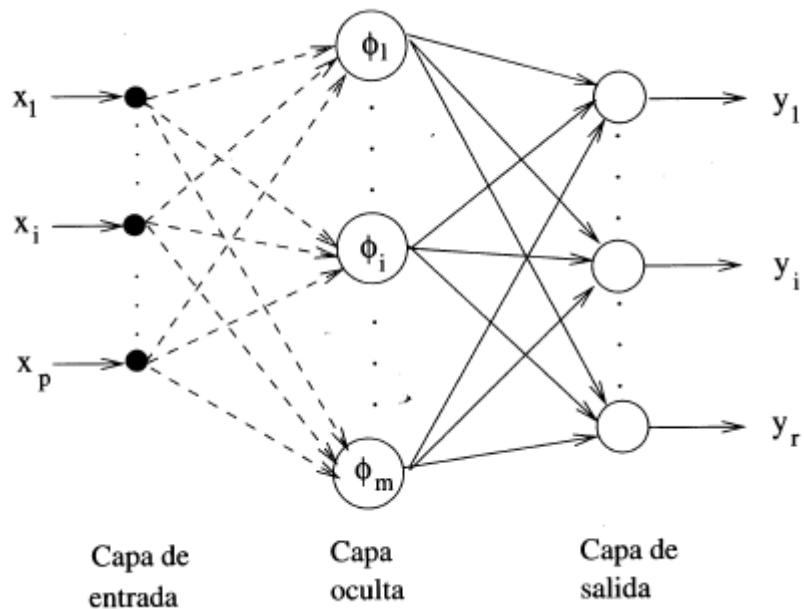 x1
xi
xp
ϕ1
ϕi
ϕm
y1
yi
yr
Capa de
entrada
Capa
oculta
Capa de
salida